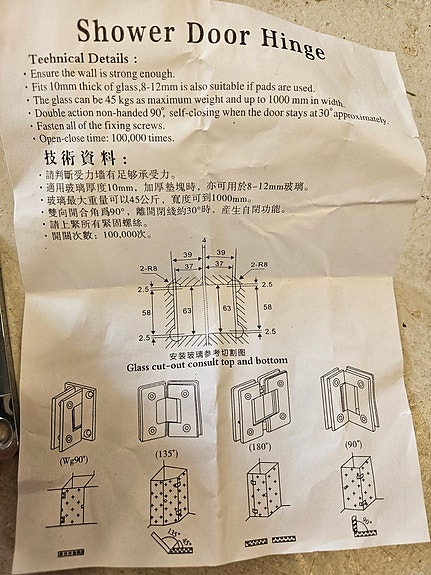 Shower Door Hinge
Technical Details :
· Ensure the wall is strong enough.
· Fits 10mm thick of glass,8-12mm is also suitable if pads are used.
· The glass can be 45 kgs as maximum weight and up to 1000 mm in width.
· Double action non-handed 90°, self-closing when the door stays at 30° approximately.
· Fasten all of the fixing screws.
· Open-close time: 100,000 times.
技術資料：
· 請判斷受力墻有足够承受力。
· 適用玻璃厚度10mm，加厚墊塊時，亦可用於8-12mm玻璃。
· 玻璃最大重量可以45公斤，寬度可到1000mm。
· 雙向開合角爲90°，離開閉綫約30°時，産生自閉功能。
· 請上緊所有緊固螺絲。
· 開關次數：100,000次。
4
39 39
2-R8 37 37 2-R8
2.5 2.5
58 63 63 58
2.5 2.5
安装玻璃参考切割图
Glass cut-out consult top and bottom
(Wg90°) (135°) (180°) (90°)
135° 45° 90°